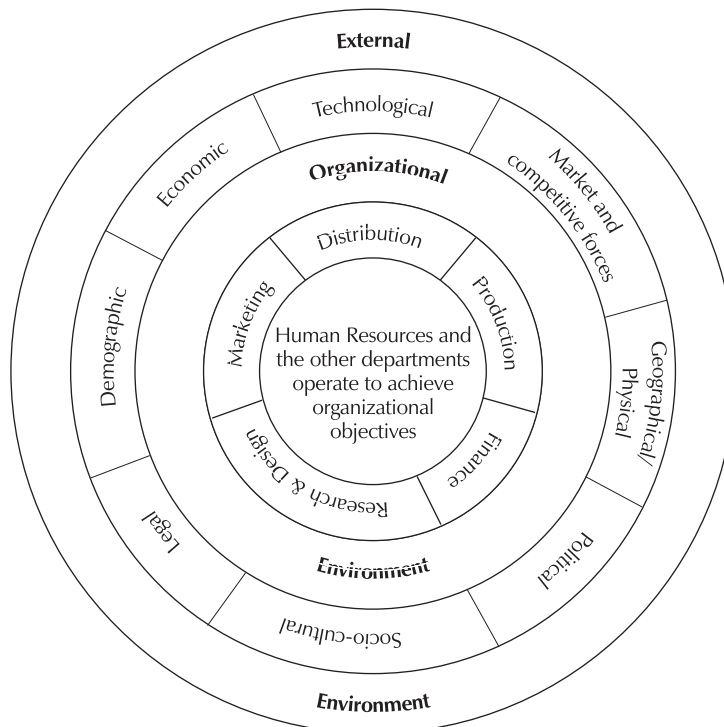 External
Technological
Economic
Market and
competitive forces
Organizational
Distribution
Marketing
Production
Demographic
Human Resources and
the other departments
operate to achieve
organizational
objectives
Geographical/
Physical
Research & Design
Finance
Legal
Political
Environment
Socio-cultural
Environment